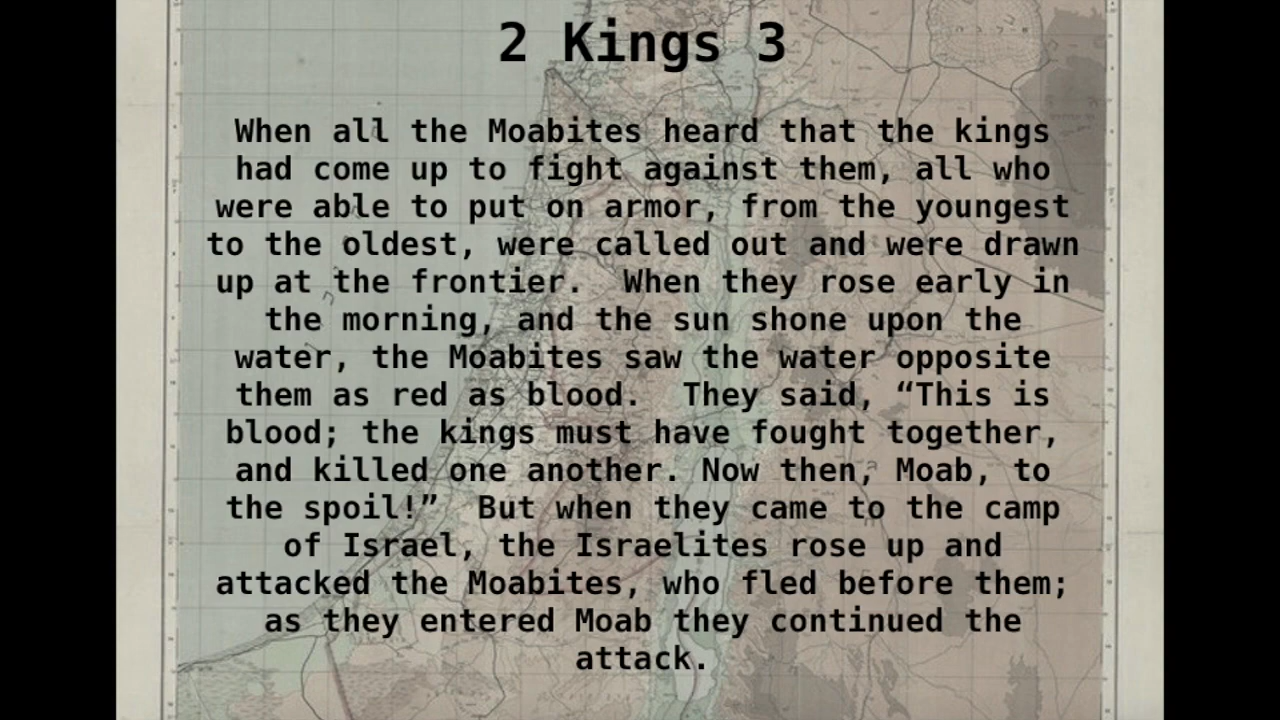 2 Kings 3
When all the Moabites heard that the kings
had come up to fight against them, all who
were able to put on armor, from the youngest
to the oldest, were called out and were drawn
up at the frontier.  When they rose early in
the morning, and the sun shone upon the
water, the Moabites saw the water opposite
them as red as blood.  They said, “This is
blood; the kings must have fought together,
and killed one another. Now then, Moab, to
the spoil!”  But when they came to the camp
of Israel, the Israelites rose up and
attacked the Moabites, who fled before them;
as they entered Moab they continued the
attack.